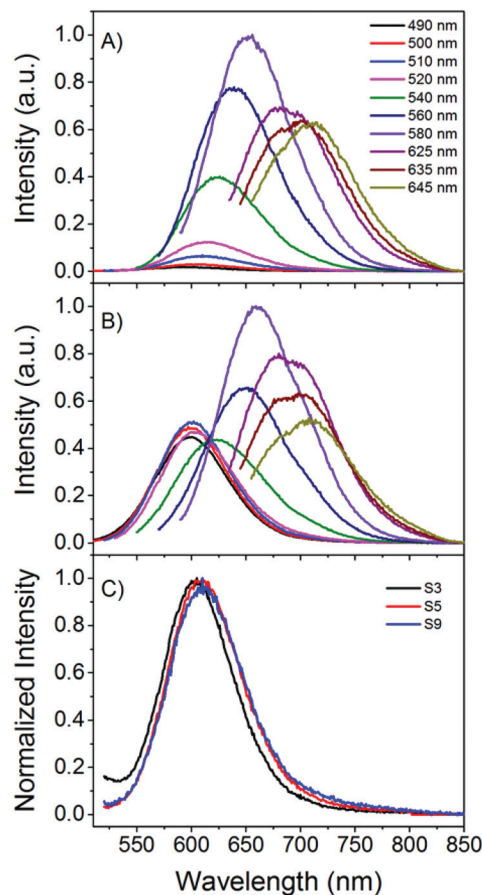 A)
490 nm
500 nm
510 nm
520 nm
540 nm
560 nm
580 nm
625 nm
635 nm
645 nm
Intensity (a.u.)
1.0
0.8
0.6
0.4
0.2
0.0
B)
Intensity (a.u.)
1.0
0.8
0.6
0.4
0.2
0.0
C)
S3
S5
S9
Normalized Intensity
1.0
0.8
0.6
0.4
0.2
0.0
550 600 650 700 750 800 850
Wavelength (nm)